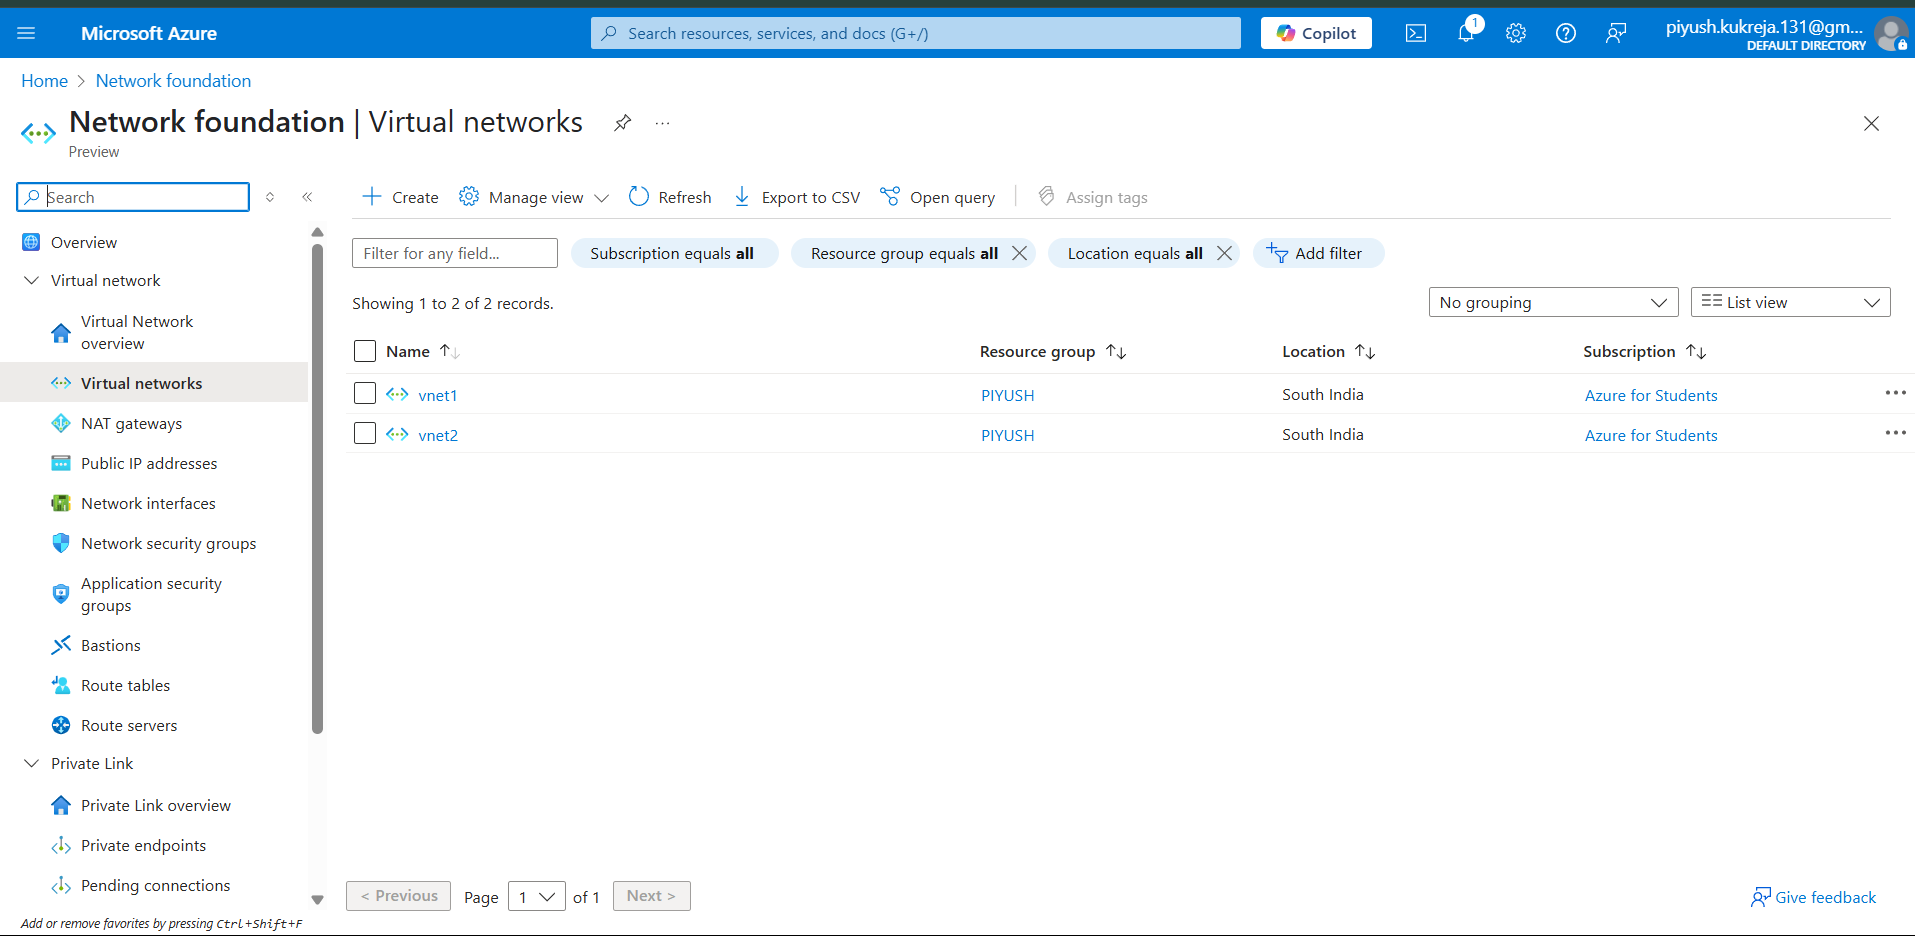 Microsoft Azure
Search resources, services, and docs (G+/)
Copilot
1
piyush.kukreja.131@gm...
DEFAULT DIRECTORY
Home > Network foundation
Network foundation | Virtual networks
...
Preview
Search
Create
Manage view
Refresh
Export to CSV
Open query
Assign tags
Overview
Virtual network
Virtual Network
overview
Virtual networks
NAT gateways
Public IP addresses
Network interfaces
Network security groups
Application security
groups
Bastions
Route tables
Route servers
Private Link
Private Link overview
Private endpoints
Pending connections
Add or remove favorites by pressing Ctrl+Shift+F
Filter for any field...
Subscription equals all
Resource group equals all
Location equals all
Add filter
Showing 1 to 2 of 2 records.
No grouping
List view
Name
Resource group
Location
Subscription
vnet1 PIYUSH South India Azure for Students
vnet2 PIYUSH South India Azure for Students
< Previous
Page 1 of 1
Next >
Give feedback